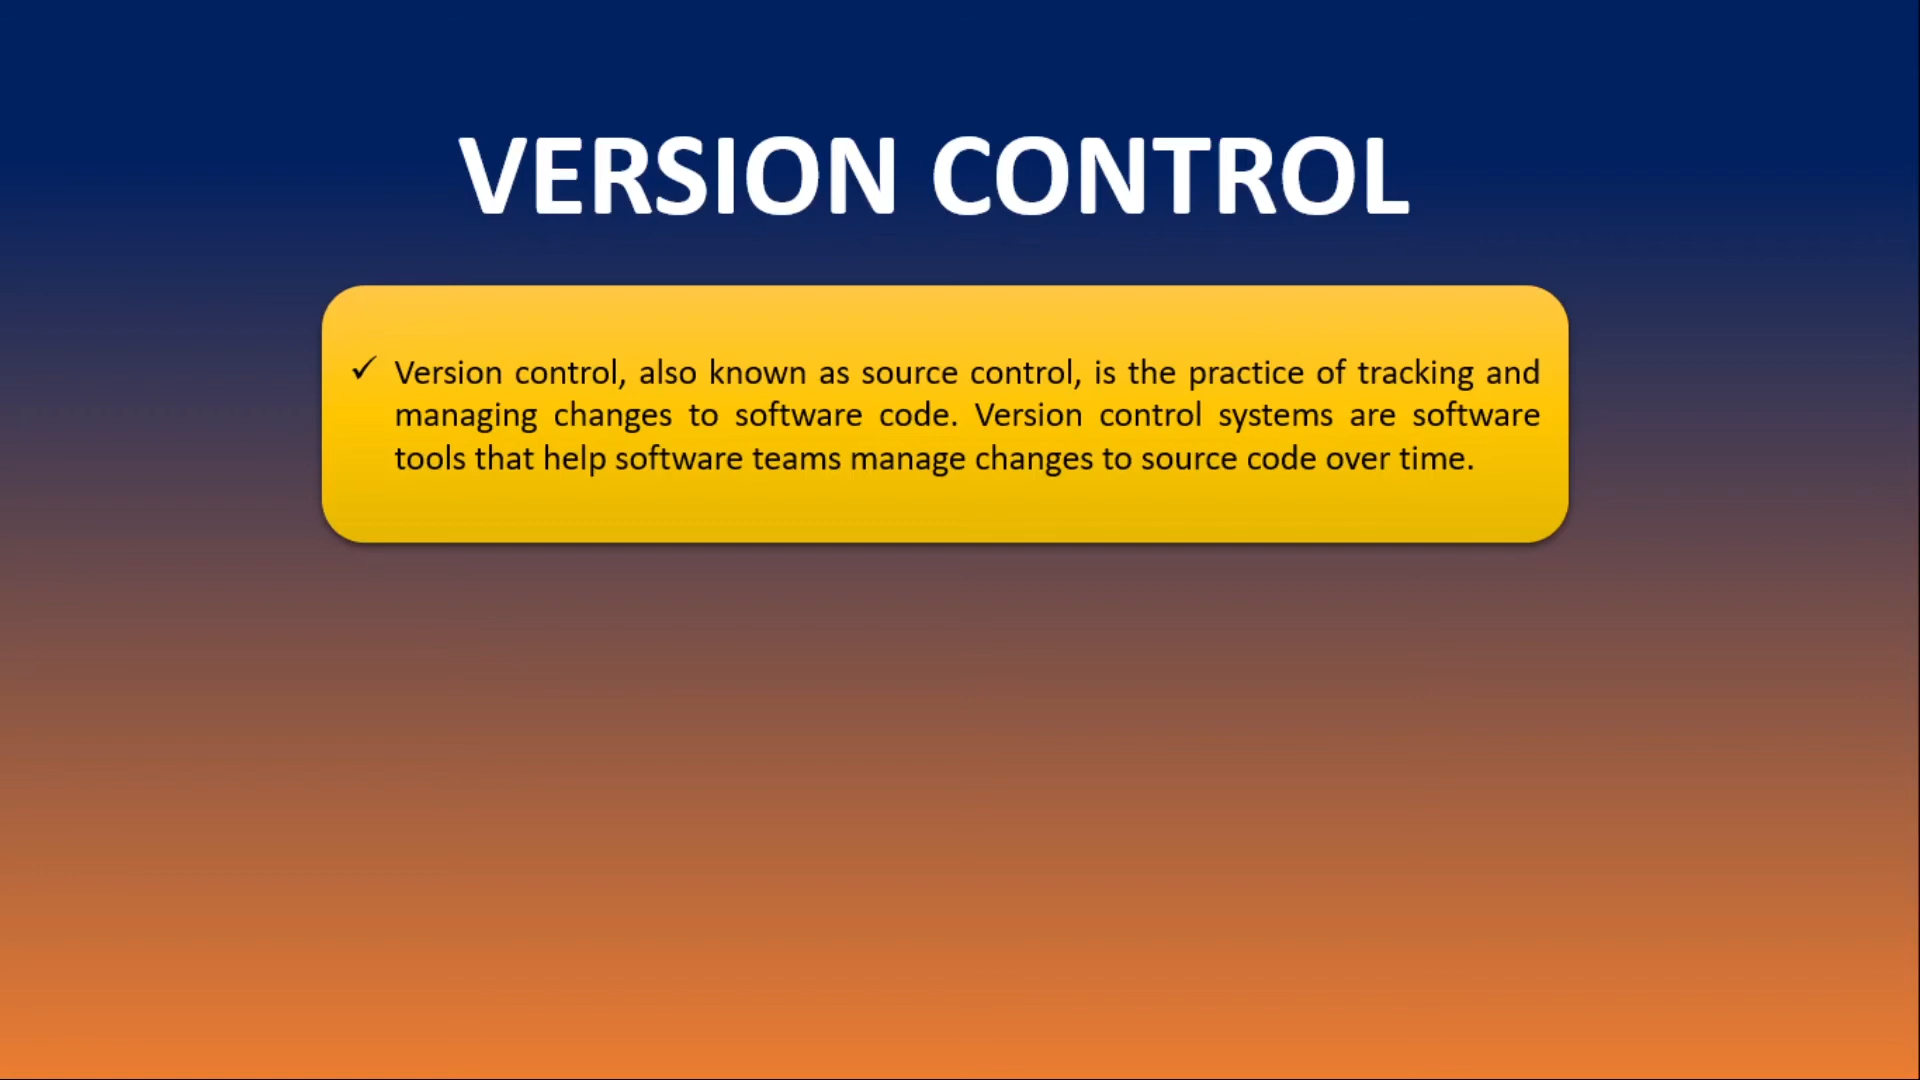 VERSION CONTROL
✓ Version control, also known as source control, is the practice of tracking and
managing changes to software code. Version control systems are software
tools that help software teams manage changes to source code over time.